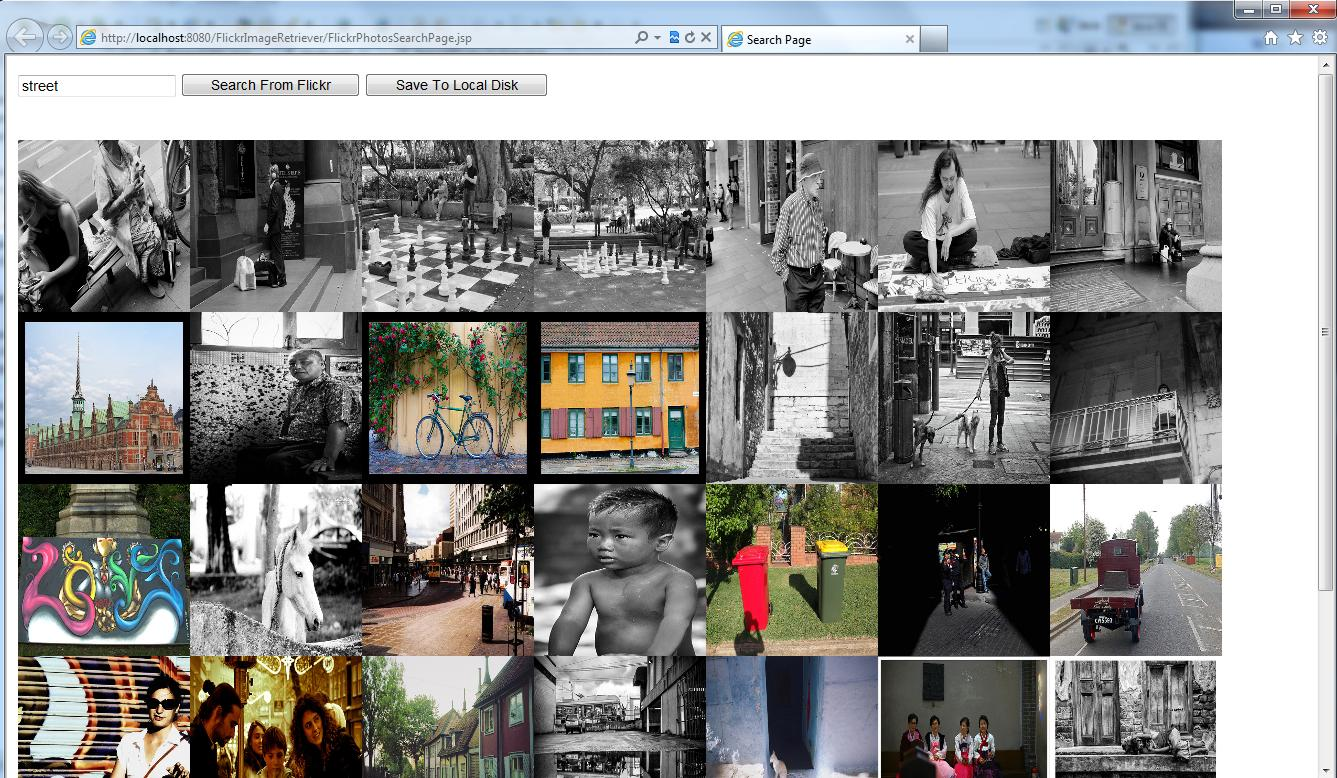 http://localhost:8080/FlickrImageRetriever/FlickrPhotosSearchPage.jsp
Search Page
street
Search From Flickr
Save To Local Disk